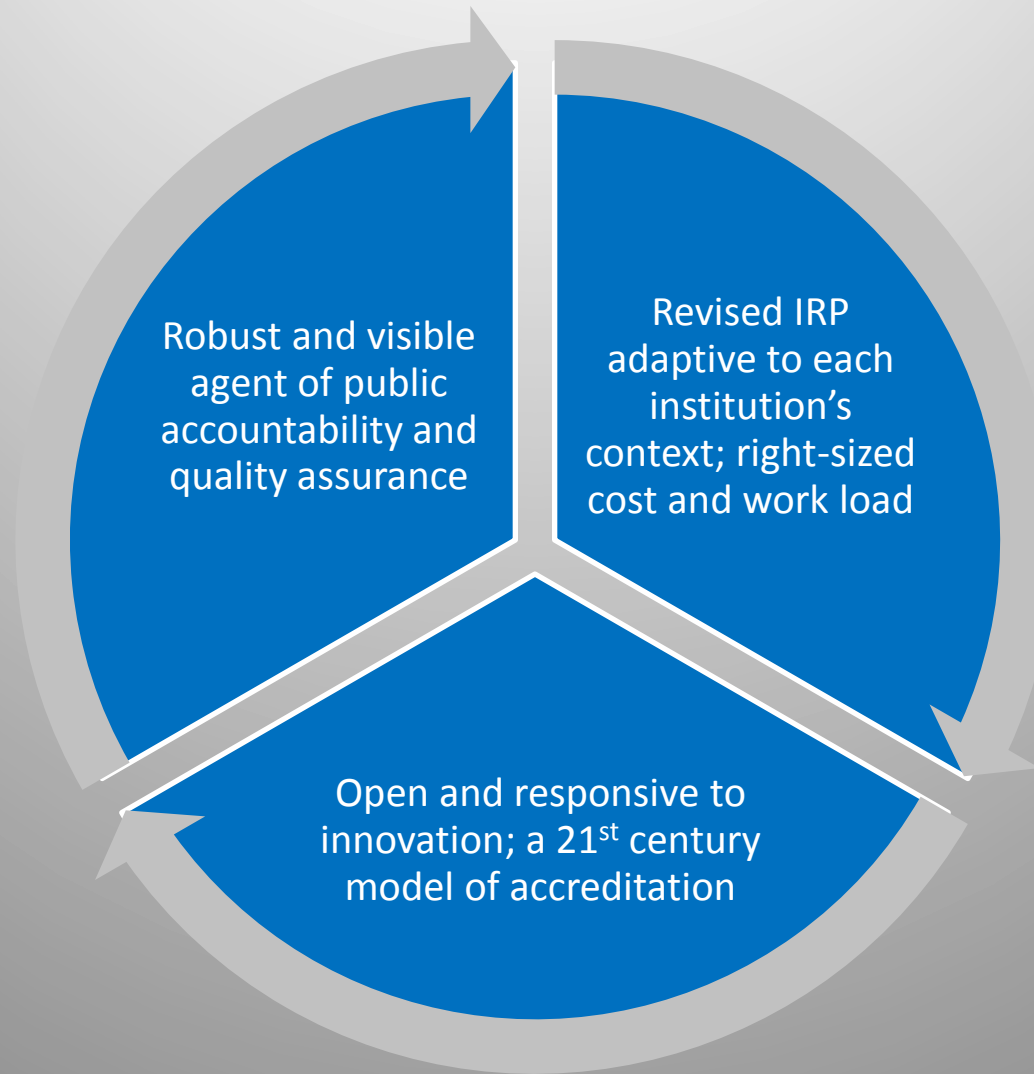 Robust and visible
agent of public
accountability and
quality assurance
Revised IRP
adaptive to each
institution’s
context; right-sized
cost and work load
Open and responsive to
innovation; a 21st century
model of accreditation